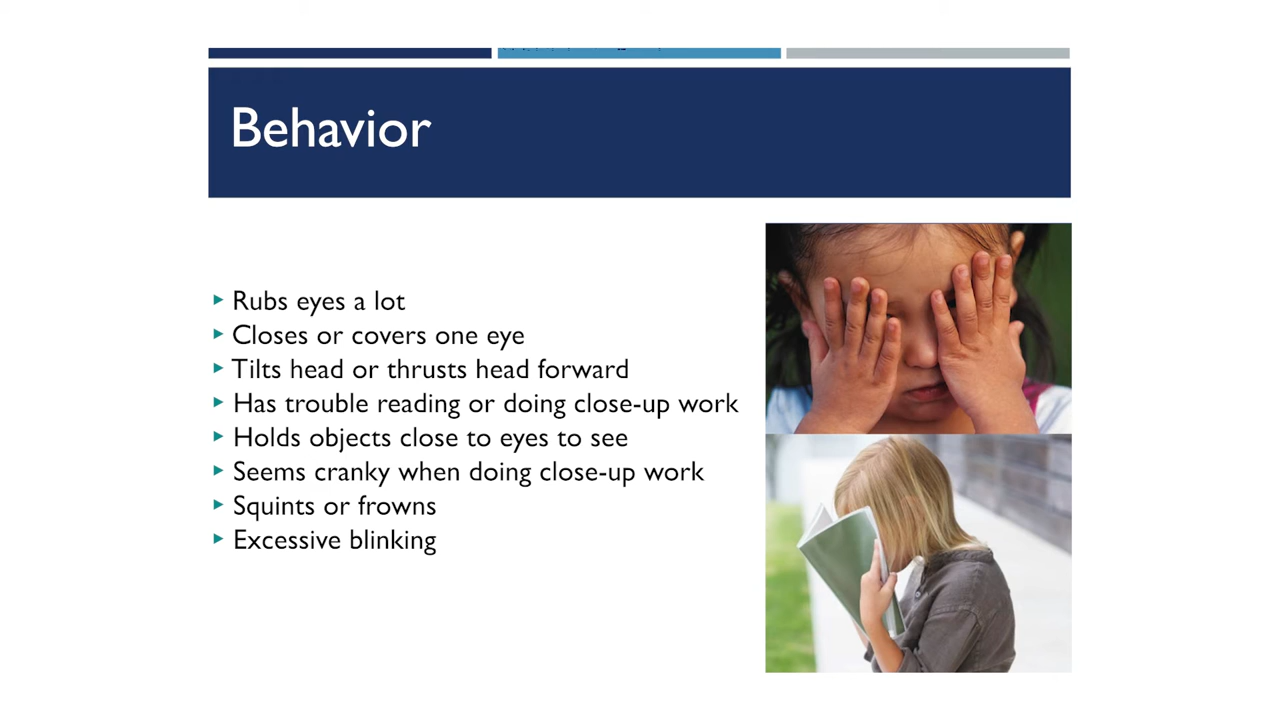 Behavior
Rubs eyes a lot
Closes or covers one eye
Tilts head or thrusts head forward
Has trouble reading or doing close-up work
Holds objects close to eyes to see
Seems cranky when doing close-up work
Squints or frowns
Excessive blinking